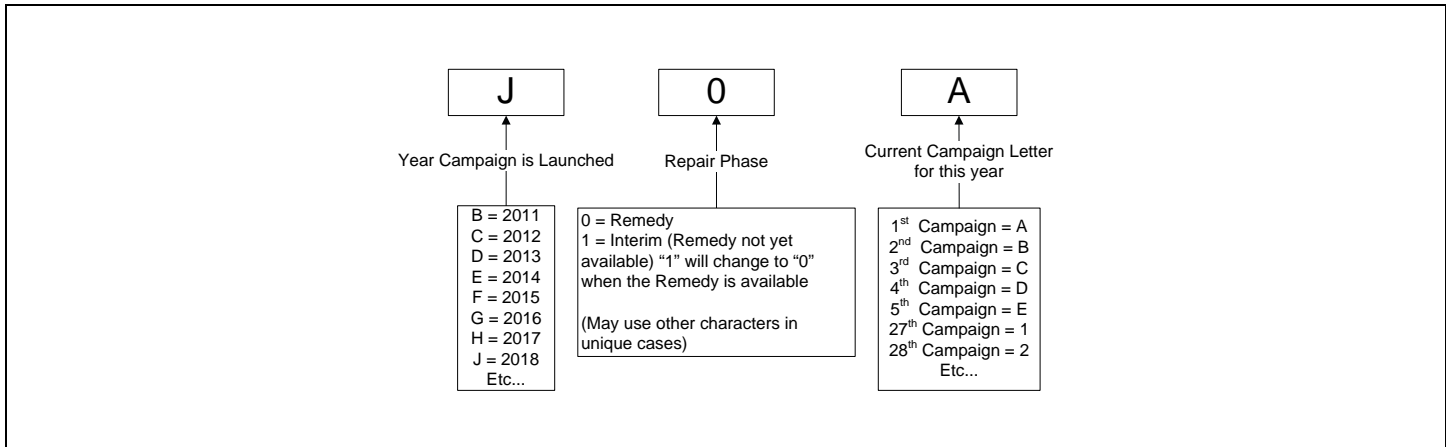 J
0
A
Year Campaign is Launched
Repair Phase
Current Campaign Letter
for this year
B = 2011
C = 2012
D = 2013
E = 2014
F = 2015
G = 2016
H = 2017
J = 2018
Etc...
0 = Remedy
1 = Interim (Remedy not yet
available) “1” will change to “0”
when the Remedy is available
(May use other characters in
unique cases)
1st Campaign = A
2nd Campaign = B
3rd Campaign = C
4th Campaign = D
5th Campaign = E
27th Campaign = 1
28th Campaign = 2
Etc...